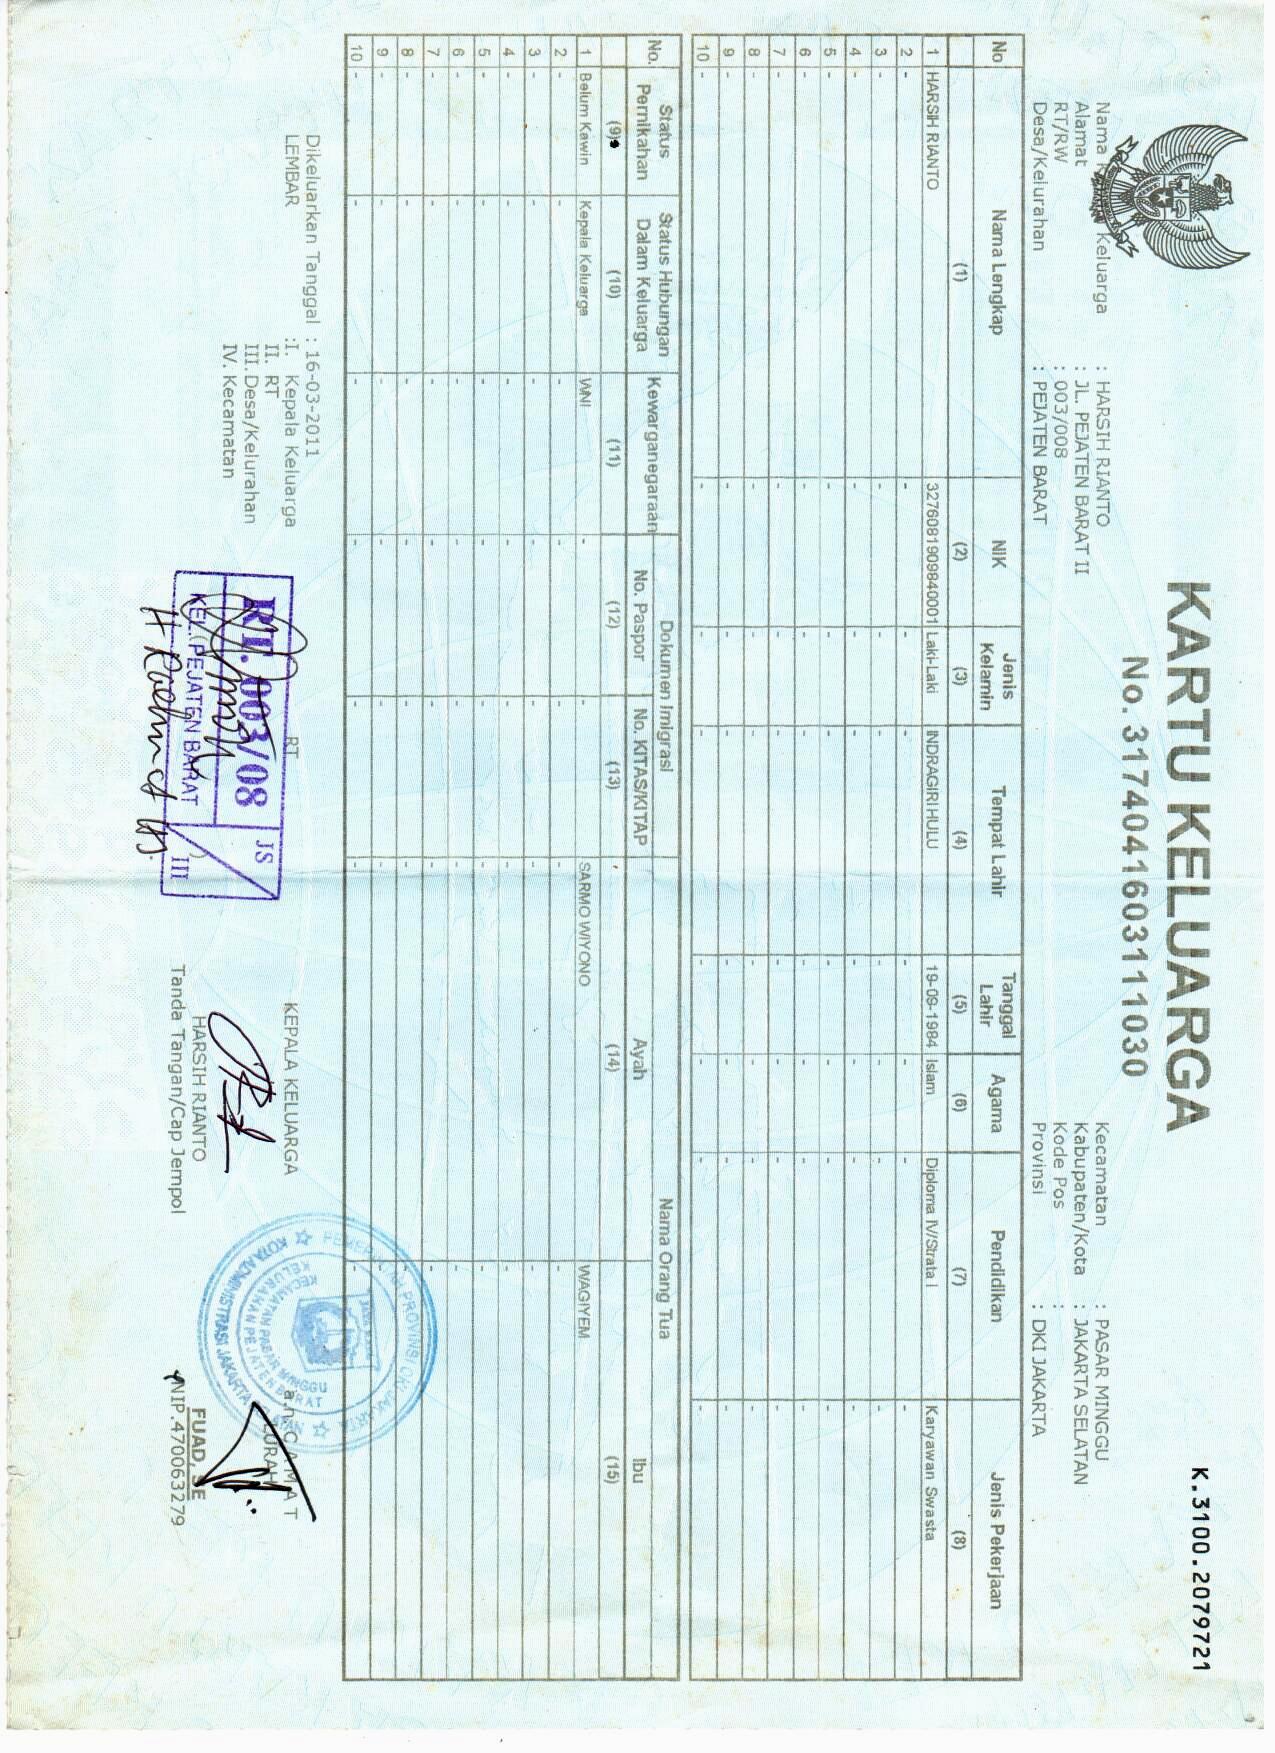 K.3100.2079721
KARTU KELUARGA
No.3174041603111030
Nama Keluarga : HARSIH RIANTO
Alamat : JL. PEJATEN BARAT II
RT/RW : 003/008
Desa/Kelurahan : PEJATEN BARAT
Kecamatan : PASAR MINGGU
Kabupaten/Kota : JAKARTA SELATAN
Kode Pos :
Provinsi : DKI JAKARTA
No Nama Lengkap NIK Jenis Kelamin Tempat Lahir Tanggal Lahir Agama Pendidikan Jenis Pekerjaan
(1) (2) (3) (4) (5) (6) (7) (8)
1 HARSIH RIANTO 3276081909840001 Laki-Laki INDRAGIRI HULU 19-09-1984 Islam Diploma IV/Strata I Karyawan Swasta
2 - - - - - - - -
3 - - - - - - - -
4 - - - - - - - -
5 - - - - - - - -
6 - - - - - - - -
7 - - - - - - - -
8 - - - - - - - -
9 - - - - - - - -
10 - - - - - - - -
No. Status Pernikahan Status Hubungan Dalam Keluarga Kewarganegaraan Dokumen Imigrasi Nama Orang Tua
No. Paspor No. KITAS/KITAP Ayah Ibu
(9) (10) (11) (12) (13) (14) (15)
1 Belum Kawin Kepala Keluarga WNI - - SARMO WIYONO WAGIYEM
2 - - - - - - -
3 - - - - - - -
4 - - - - - - -
5 - - - - - - -
6 - - - - - - -
7 - - - - - - -
8 - - - - - - -
9 - - - - - - -
10 - - - - - - -
Dikeluarkan Tanggal : 16-03-2011
LEMBAR :I. Kepala Keluarga
II. RT
III. Desa/Kelurahan
IV. Kecamatan
RT
RT.003/08 JS
KEL. PEJATEN BARAT III
KEPALA KELUARGA
HARSIH RIANTO
Tanda Tangan/Cap Jempol
PEMERINTAH PROVINSI DKI JAKARTA
KOTA ADMINISTRASI JAKARTA SELATAN
KECAMATAN PASAR MINGGU
KELURAHAN PEJATEN BARAT
JAYA RAYA
a.n CAMAT
LURAH
FUAD, SE
NIP.470063279